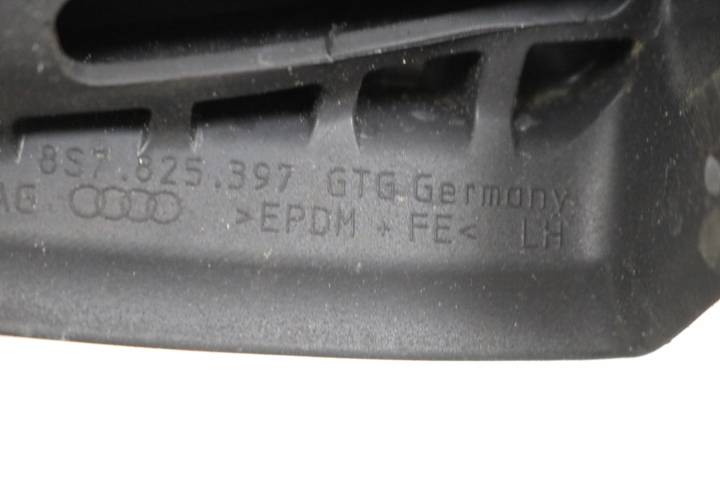 8S7.825.397 GTG Germany
AG >EPDM + FE< LH